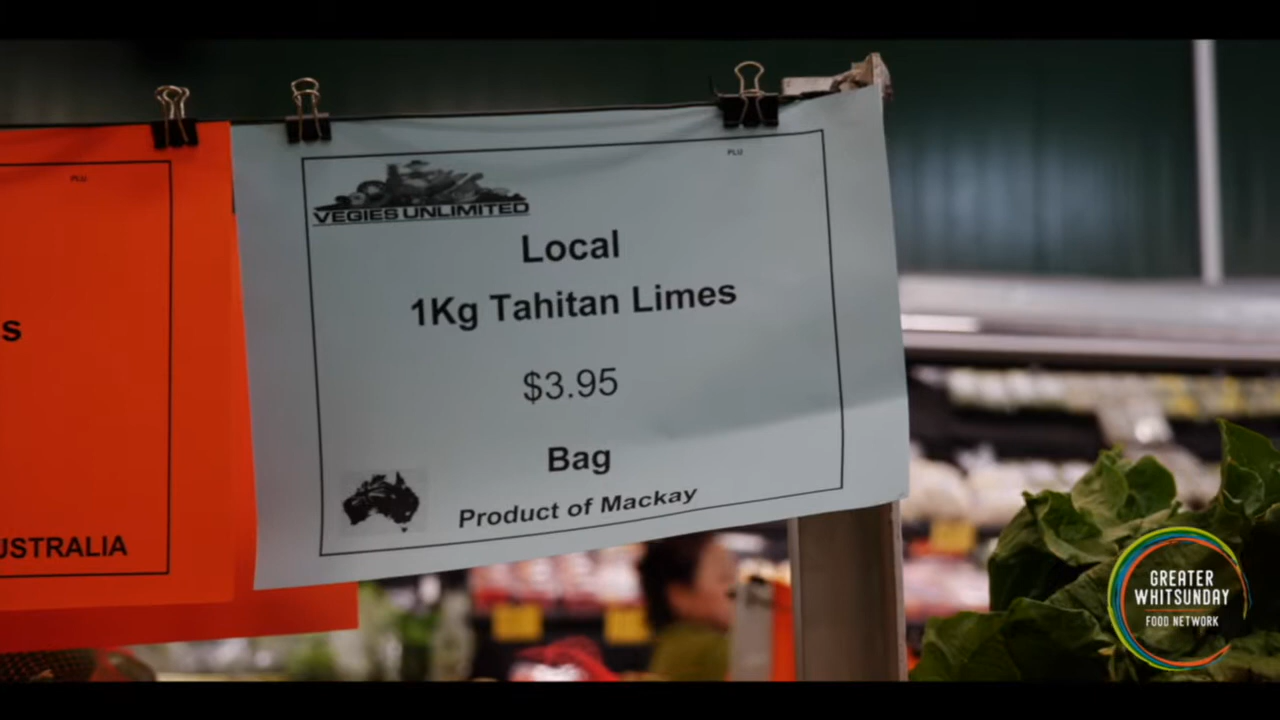 PLU
s
USTRALIA
PLU
VEGIES UNLIMITED
Local
1Kg Tahitan Limes
$3.95
Bag
Product of Mackay
GREATER
WHITSUNDAY
FOOD NETWORK